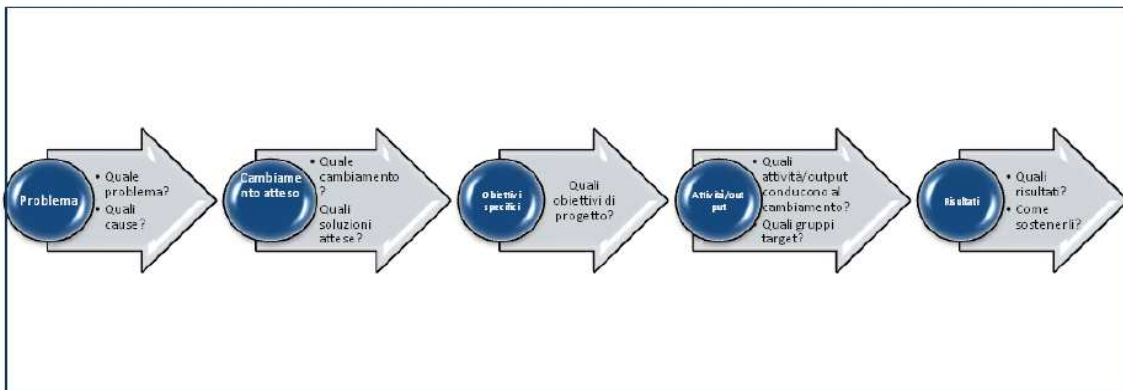 Problema
• Quale
problema?
• Quali
cause?
Cambiame
nto atteso
• Quale
cambiamento
?
• Quali
soluzioni
attese?
Obiettivi
specifici
Quali
obiettivi di
progetto?
Attività/out
put
• Quali
attività/output
conducono al
cambiamento?
• Quali gruppi
target?
Risultati
• Quali
risultati?
• Come
sostenerli?